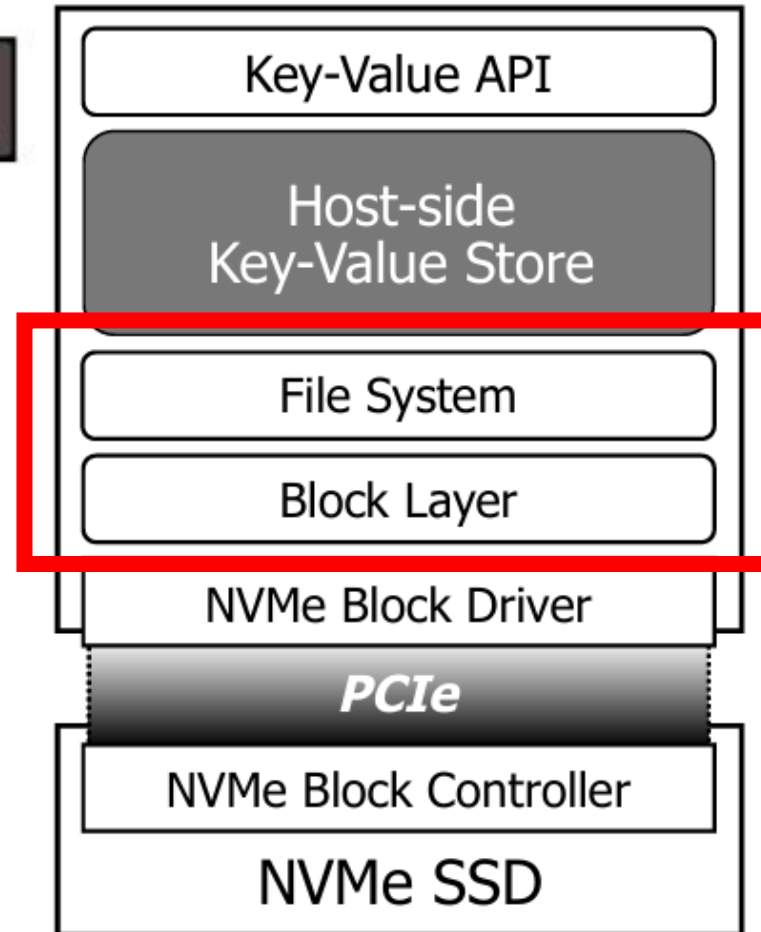 Key-Value API
Host-side
Key-Value Store
File System
Block Layer
NVMe Block Driver
PCIe
NVMe Block Controller
NVMe SSD